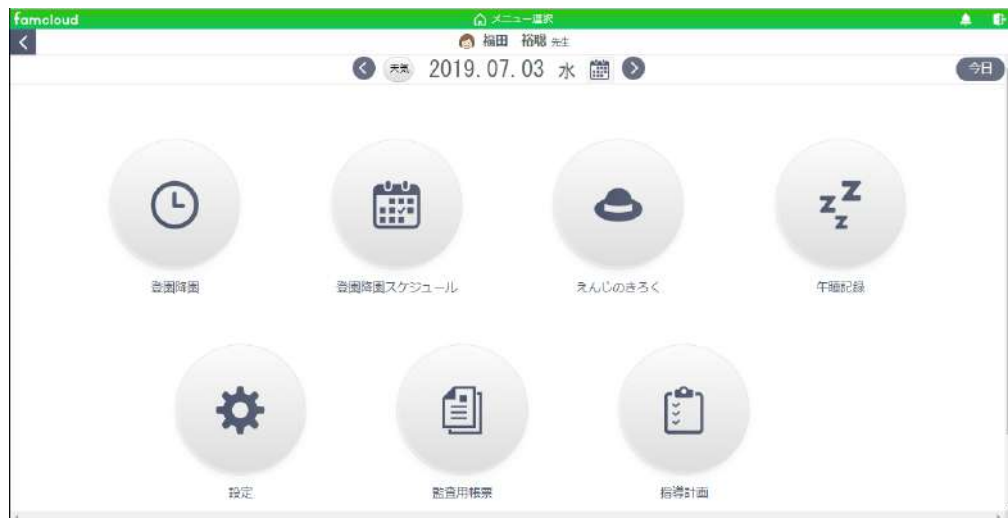 famcloud メニュー選択
福田 裕聡 先生
天気 2019.07.03 水 今日
登園降園 登園降園スケジュール えんじのきろく 午睡記録
設定 監査用帳票 指導計画